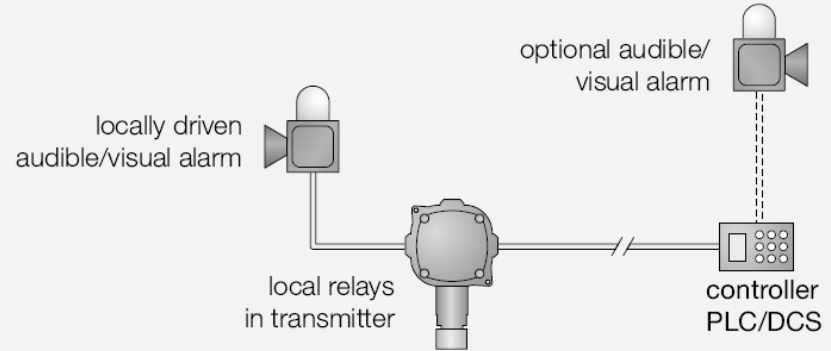 optional audible/
visual alarm
locally driven
audible/visual alarm
local relays
in transmitter
controller
PLC/DCS